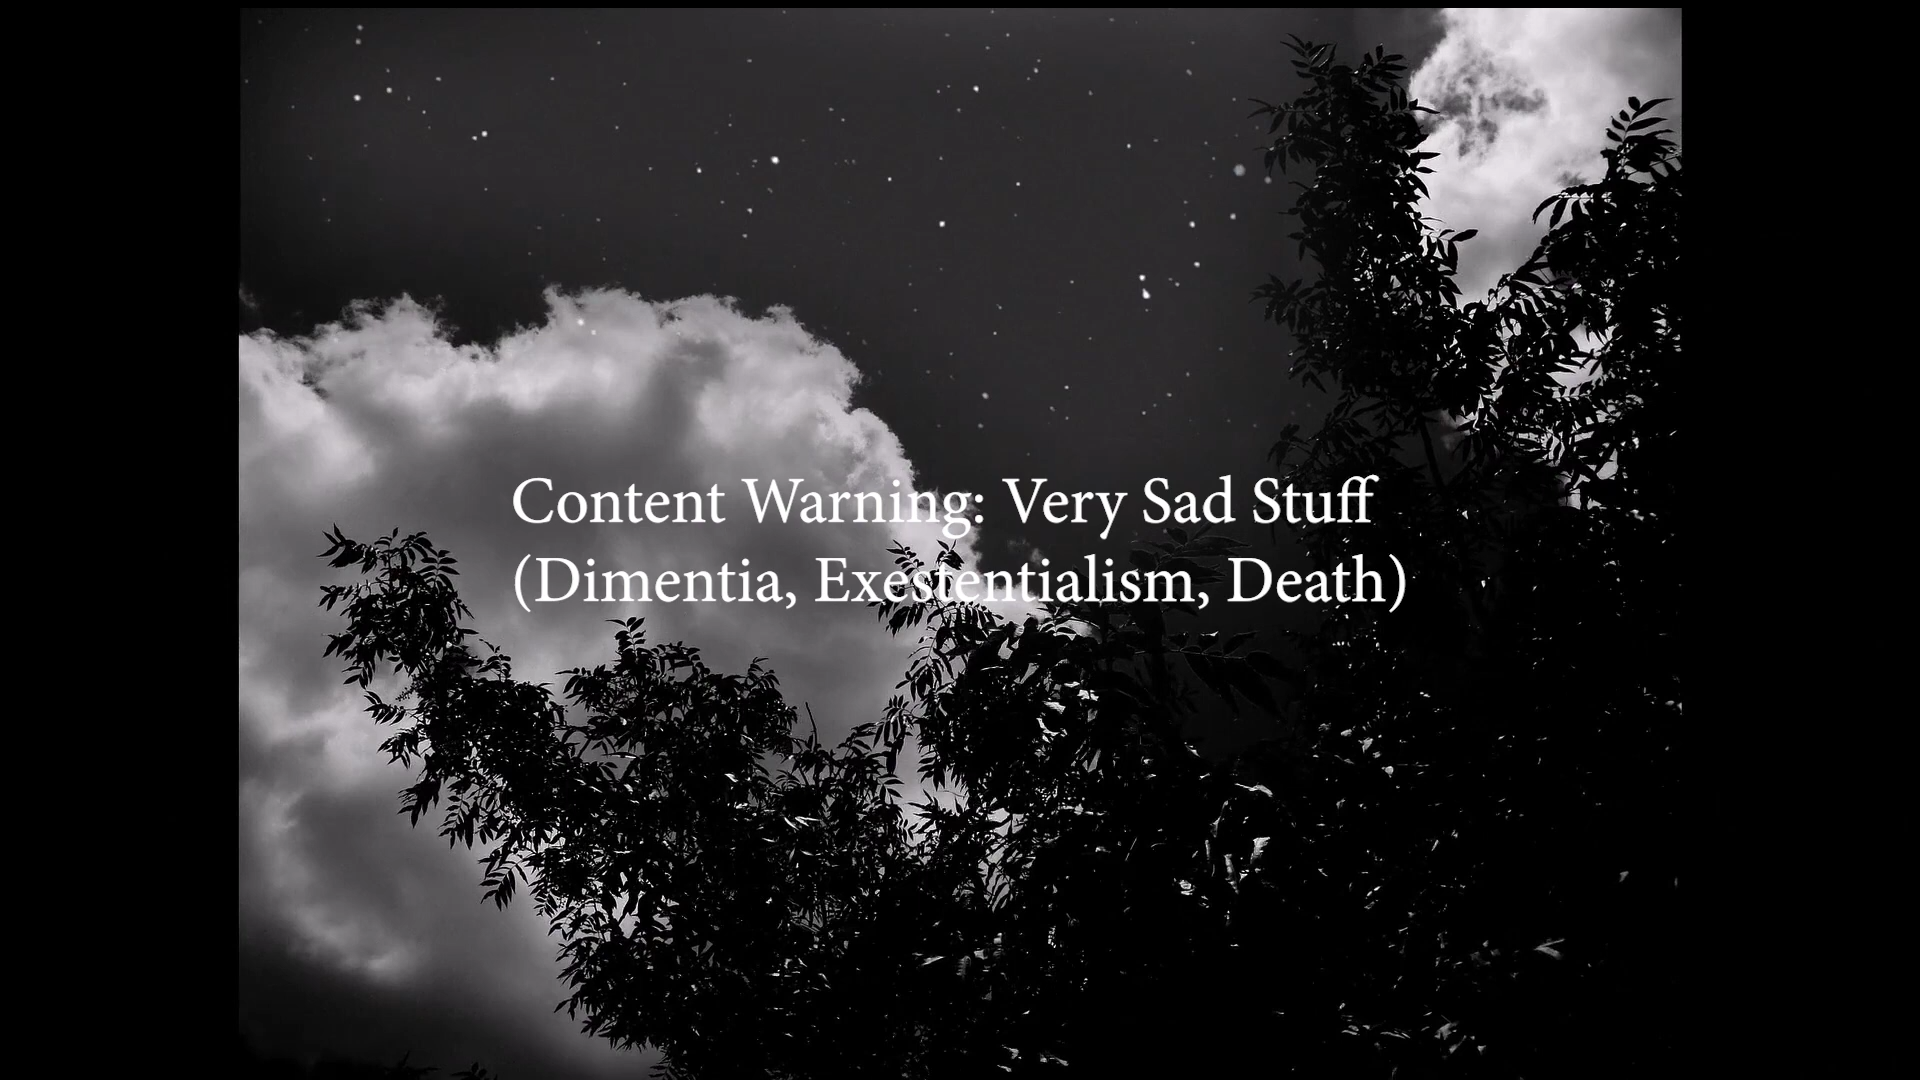 Content Warning: Very Sad Stuff
(Dimentia, Exestentialism, Death)